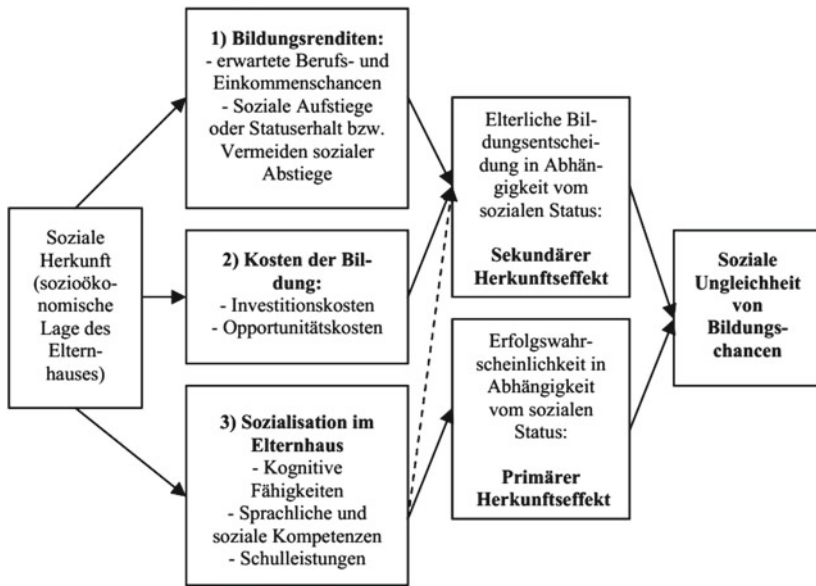 Soziale
Herkunft
(sozioöko-
nomische
Lage des
Eltern-
hauses)
1) Bildungsrenditen:
- erwartete Berufs- und
Einkommenschancen
- Soziale Aufstiege
oder Statuserhalt bzw.
Vermeiden sozialer
Abstiege
2) Kosten der Bil-
dung:
- Investitionskosten
- Opportunitätskosten
3) Sozialisation im
Elternhaus
- Kognitive
Fähigkeiten
- Sprachliche und
soziale Kompetenzen
- Schulleistungen
Elterliche Bil-
dungsentschei-
dung in Abhän-
gigkeit vom
sozialen Status:
Sekundärer
Herkunftseffekt
Erfolgswahr-
scheinlichkeit in
Abhängigkeit
vom sozialen
Status:
Primärer
Herkunftseffekt
Soziale
Ungleichheit
von
Bildungs-
chancen